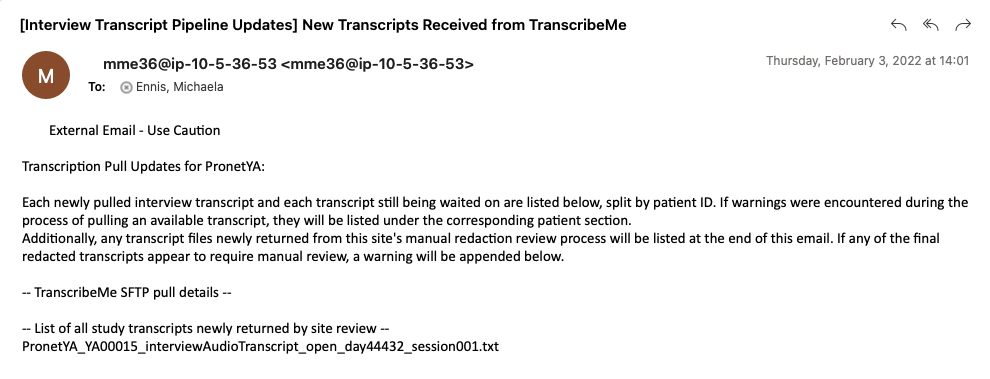 [Interview Transcript Pipeline Updates] New Transcripts Received from TranscribeMe
M
mme36@ip-10-5-36-53 <mme36@ip-10-5-36-53>
Thursday, February 3, 2022 at 14:01
To: Ennis, Michaela
External Email - Use Caution
Transcription Pull Updates for PronetYA:
Each newly pulled interview transcript and each transcript still being waited on are listed below, split by patient ID. If warnings were encountered during the
process of pulling an available transcript, they will be listed under the corresponding patient section.
Additionally, any transcript files newly returned from this site's manual redaction review process will be listed at the end of this email. If any of the final
redacted transcripts appear to require manual review, a warning will be appended below.
-- TranscribeMe SFTP pull details --
-- List of all study transcripts newly returned by site review --
PronetYA_YA00015_interviewAudioTranscript_open_day44432_session001.txt